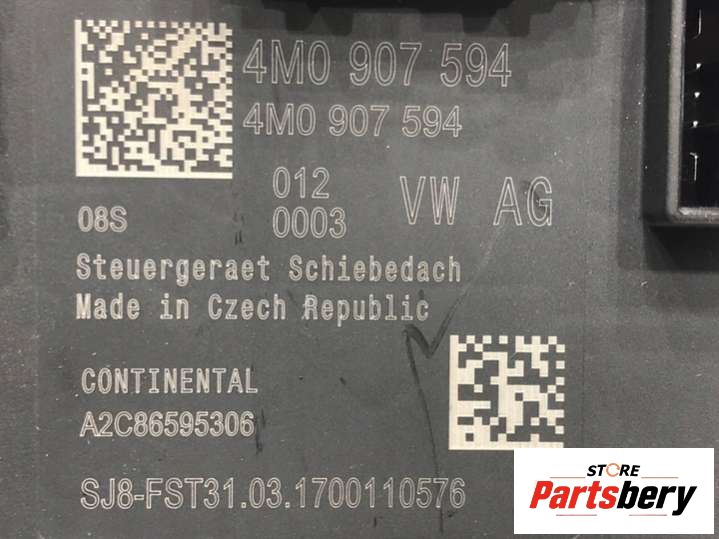 4M0 907 594
4M0 907 594
012
0003
VW AG
08S
Steuergeraet Schiebedach
Made in Czech Republic
CONTINENTAL
A2C86595306
SJ8-FST31.03.1700110576
STORE
Partsbery